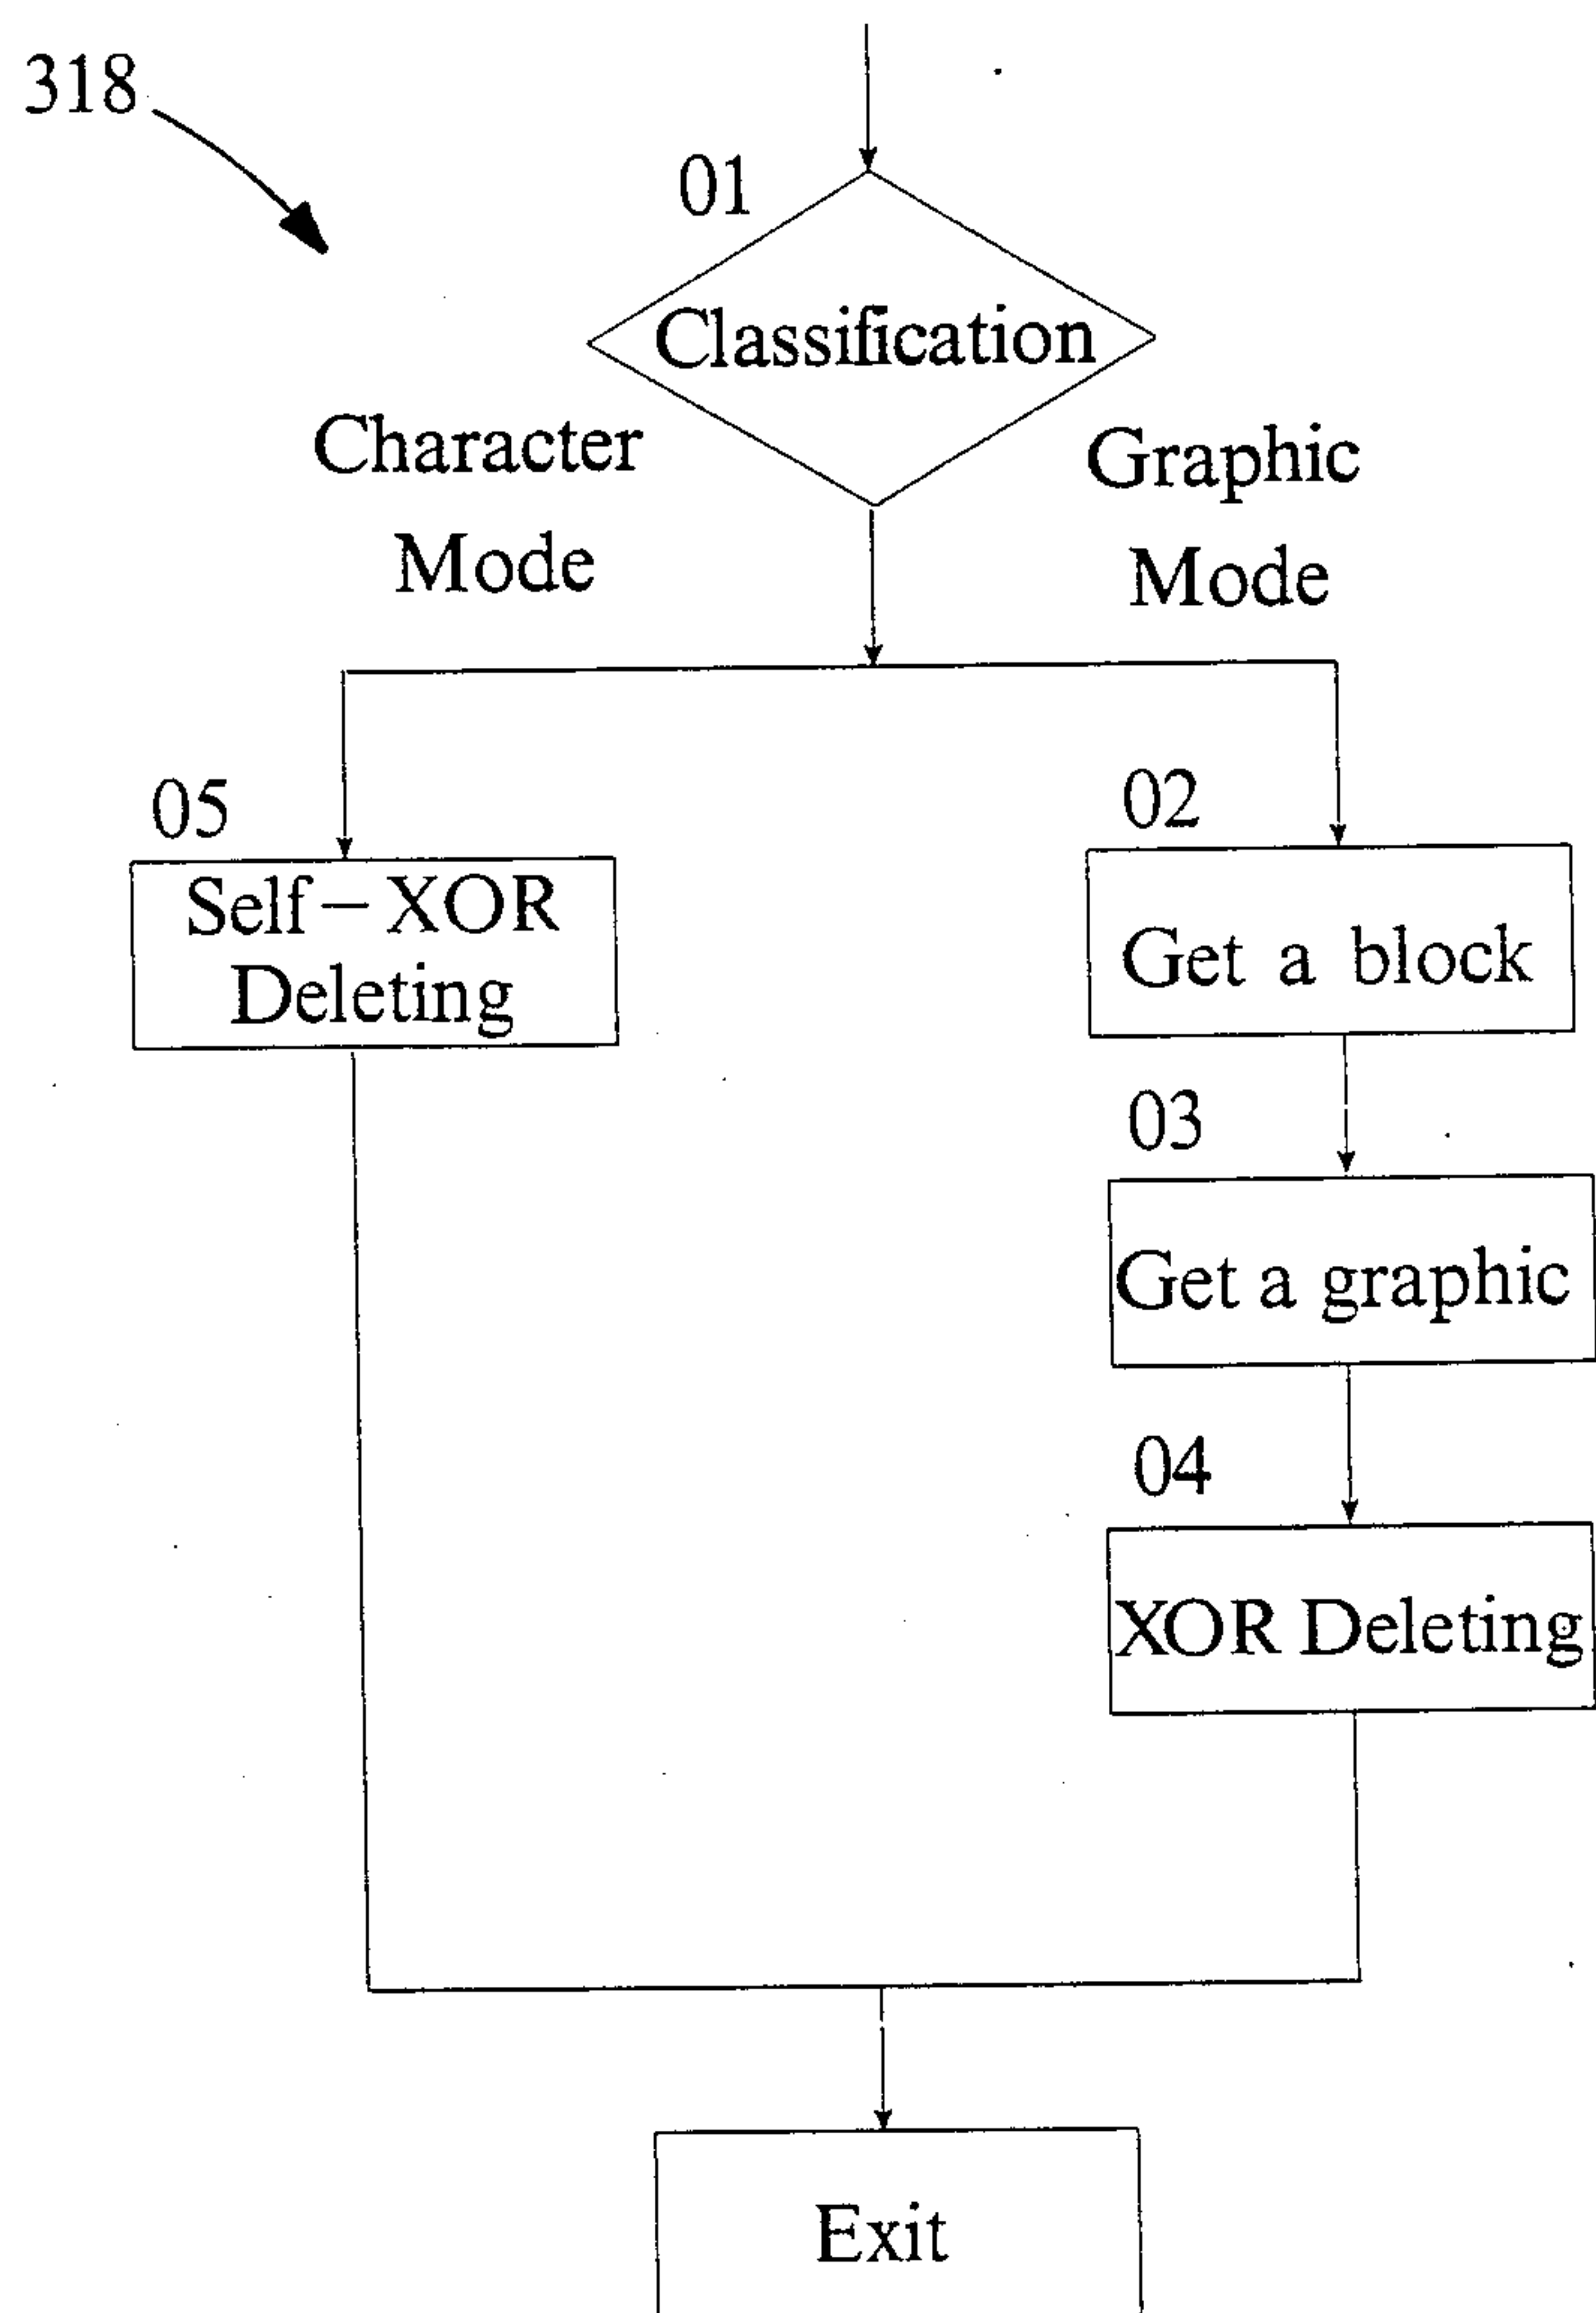 318
01
Classification
Character
Mode
Graphic
Mode
05
Self-XOR
Deleting
02
Get a block
03
Get a graphic
04
XOR Deleting
Exit